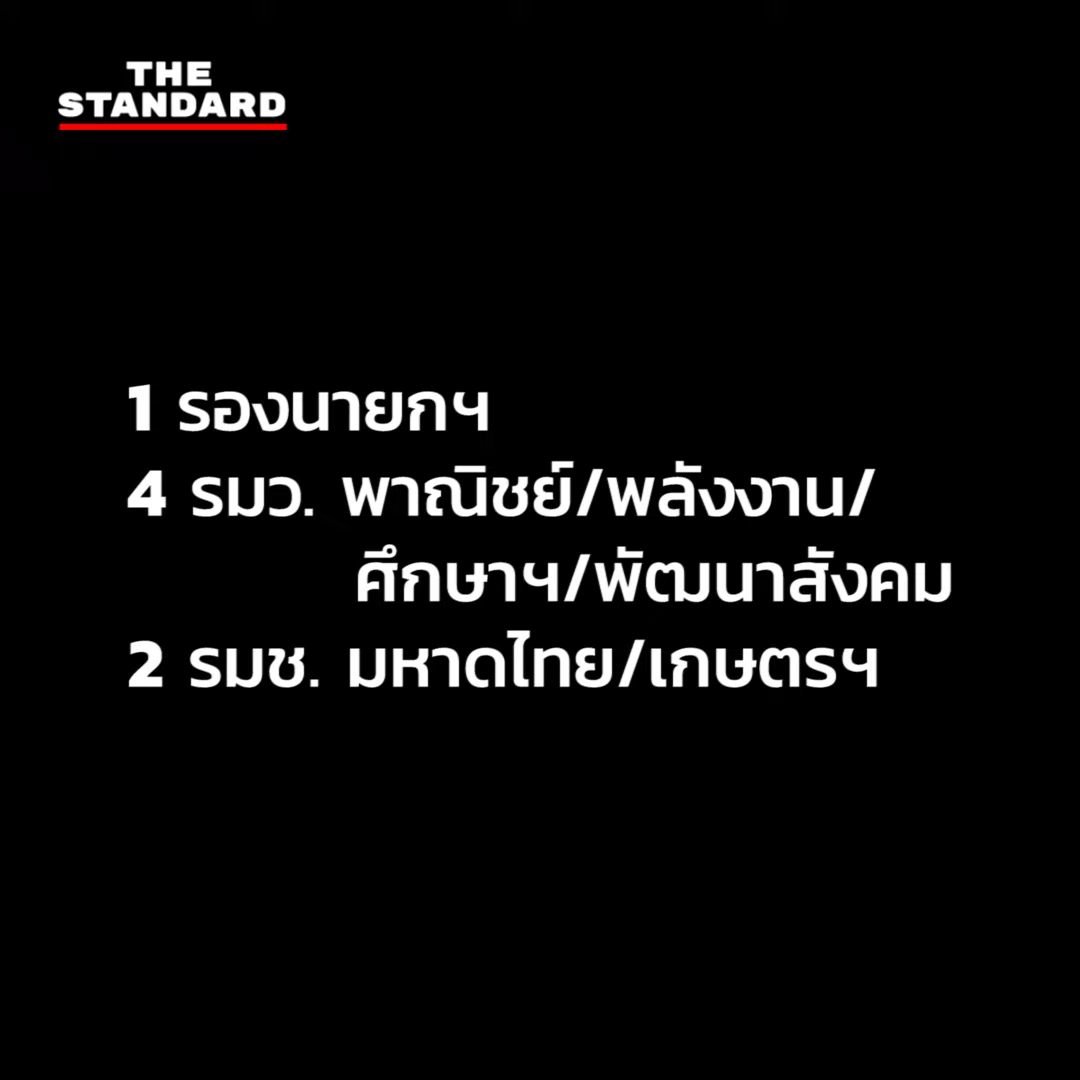 THE
STANDARD
1 รองนายกฯ
4 รมว. พาณิชย์/พลังงาน/
ศึกษาฯ/พัฒนาสังคม
2 รมช. มหาดไทย/เกษตรฯ